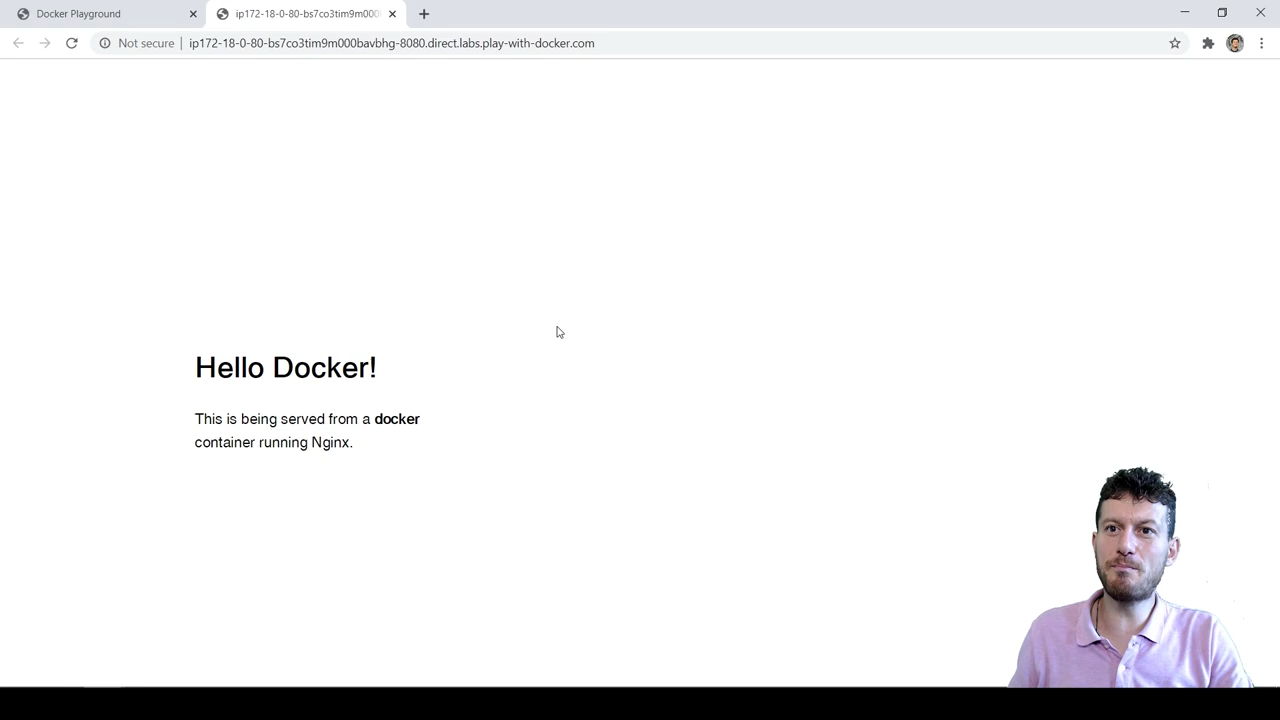 Docker Playground
ip172-18-0-80-bs7co3tim9m000
Not secure
ip172-18-0-80-bs7co3tim9m000bavbhg-8080.direct.labs.play-with-docker.com
Hello Docker!
This is being served from a docker
container running Nginx.